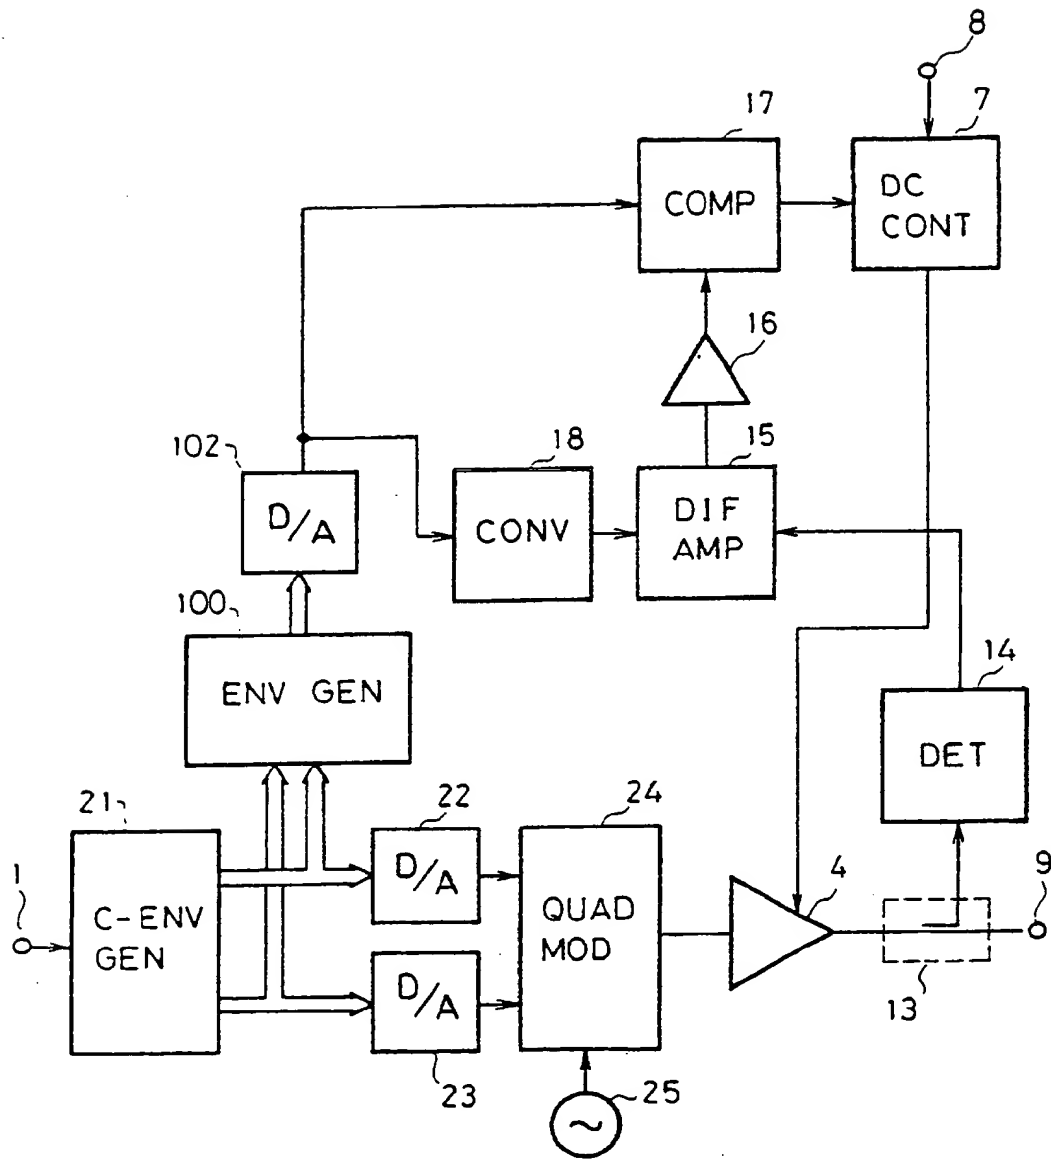 8
17
7
COMP
DC
CONT
16
102
18
15
D/A
CONV
DIF
AMP
100
ENV GEN
14
DET
21
22
24
1
C-ENV
GEN
D/A
QUAD
MOD
4
9
D/A
13
23
25
~